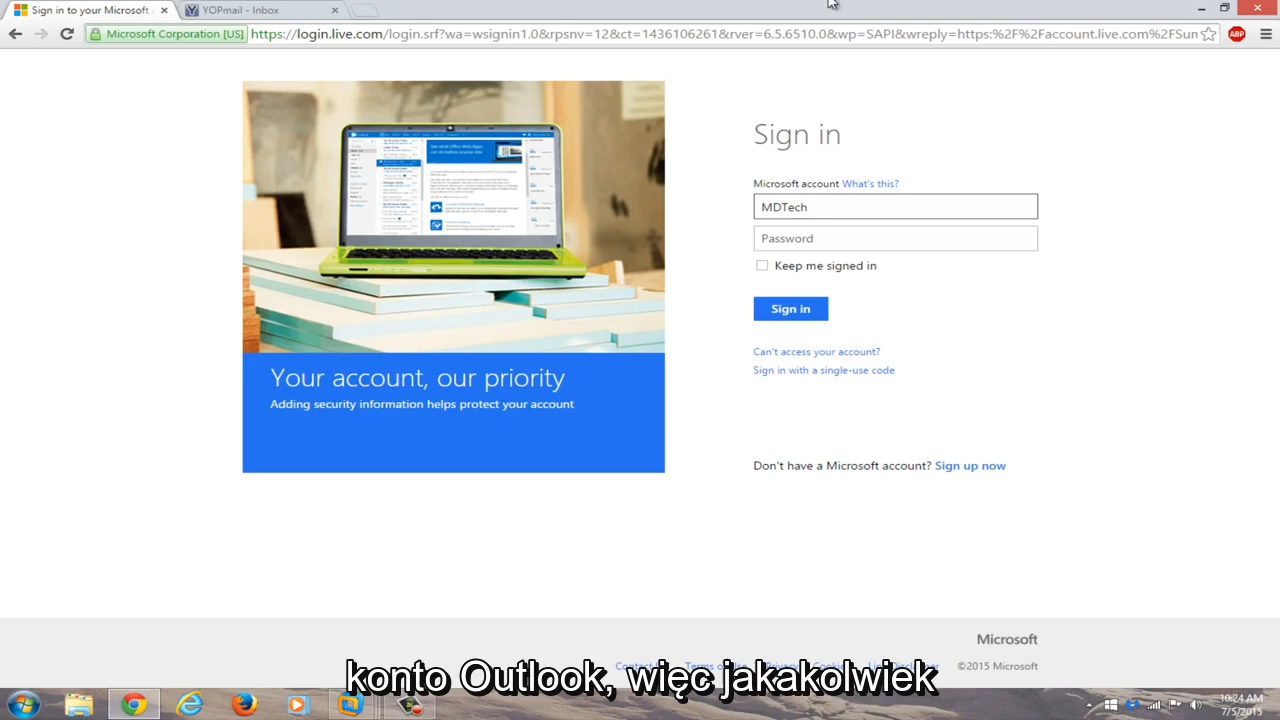 Sign in to your Microsoft
YOPmail - Inbox
Microsoft Corporation [US]
https://login.live.com/login.srf?wa=wsignin1.0&rpsnv=12&ct=1436106261&rver=6.5.6510.0&wp=SAPI&wreply=https:%2F%2Faccount.live.com%2FSun
ABP
Sign in
Microsoft account What's this?
MDTech
Password
Keep me signed in
Sign in
Can't access your account?
Sign in with a single-use code
Your account, our priority
Adding security information helps protect your account
Don't have a Microsoft account? Sign up now
Microsoft
©2015 Microsoft
konto Outlook, więc jakakolwiek
10:24 AM
7/5/2015